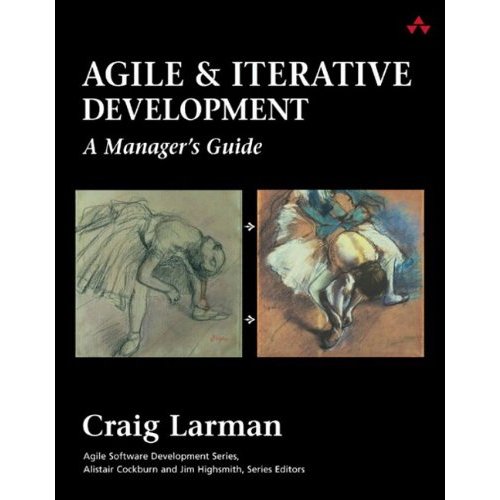 AGILE & ITERATIVE
DEVELOPMENT
A Manager's Guide
Craig Larman
Agile Software Development Series,
Alistair Cockburn and Jim Highsmith, Series Editors